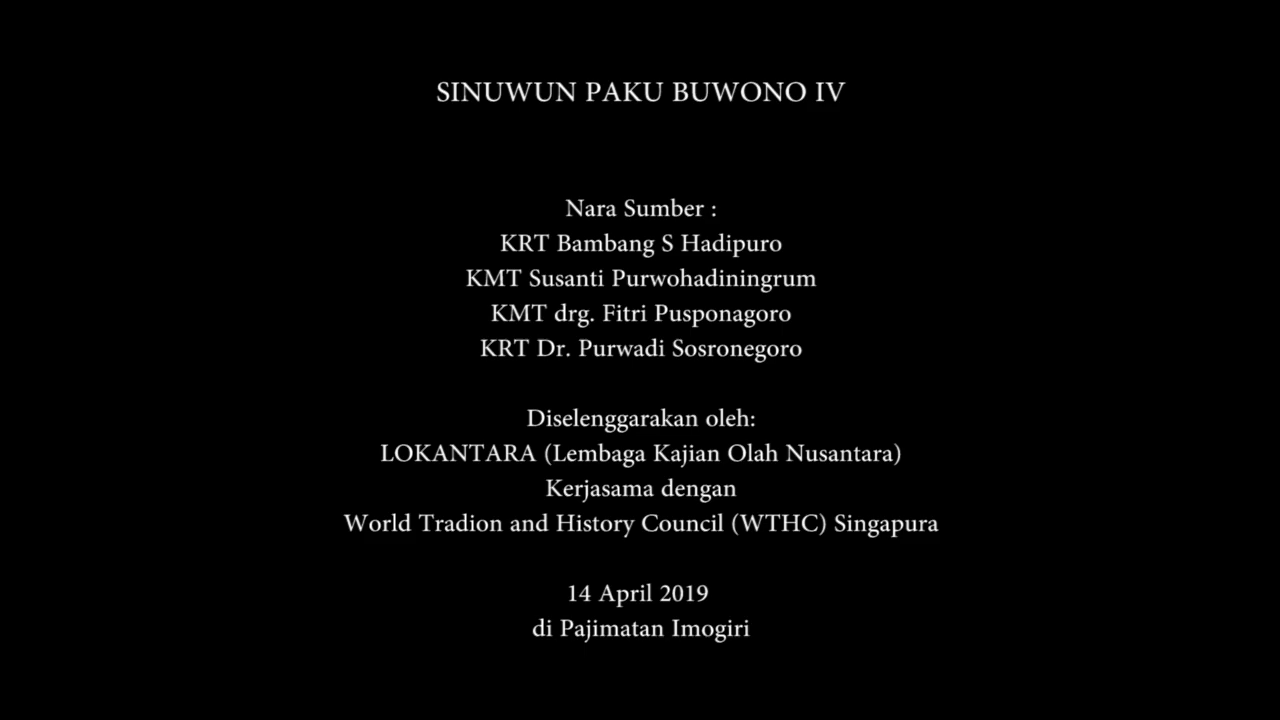 SINUWUN PAKU BUWONO IV
Nara Sumber :
KRT Bambang S Hadipuro
KMT Susanti Purwohadiningrum
KMT drg. Fitri Pusponagoro
KRT Dr. Purwadi Sosronegoro
Diselenggarakan oleh:
LOKANTARA (Lembaga Kajian Olah Nusantara)
Kerjasama dengan
World Tradion and History Council (WTHC) Singapura
14 April 2019
di Pajimatan Imogiri